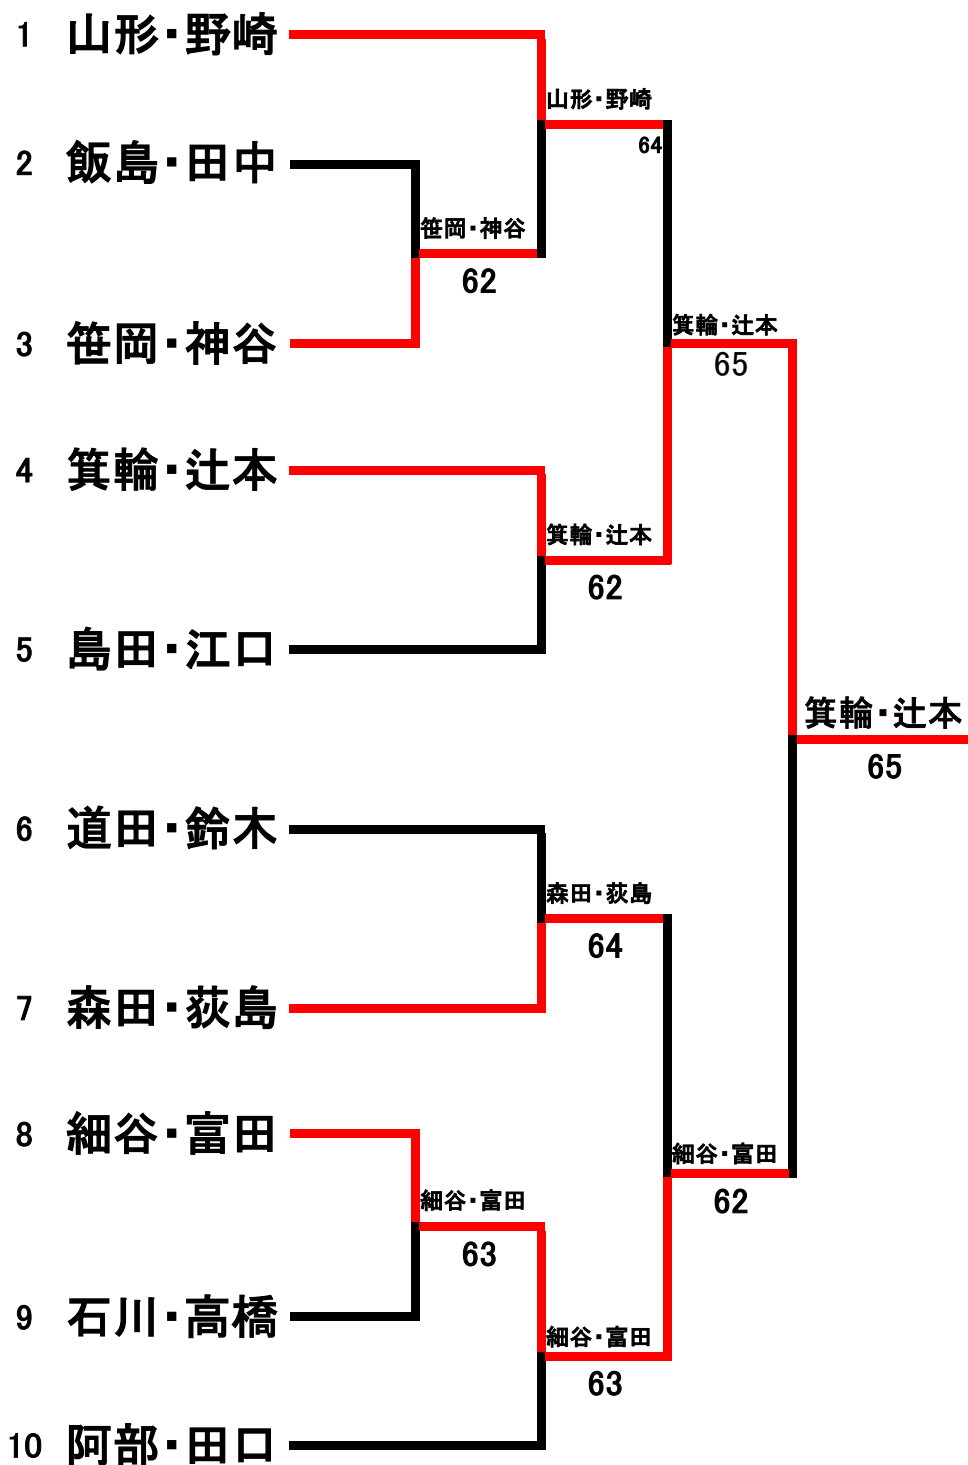 1 山形・野崎
山形・野崎
64
2 飯島・田中
笹岡・神谷
62
3 笹岡・神谷
箕輪・辻本
65
4 箕輪・辻本
箕輪・辻本
62
5 島田・江口
箕輪・辻本
65
6 道田・鈴木
森田・荻島
64
7 森田・荻島
8 細谷・富田
細谷・富田
62
細谷・富田
63
9 石川・高橋
細谷・富田
63
10 阿部・田口